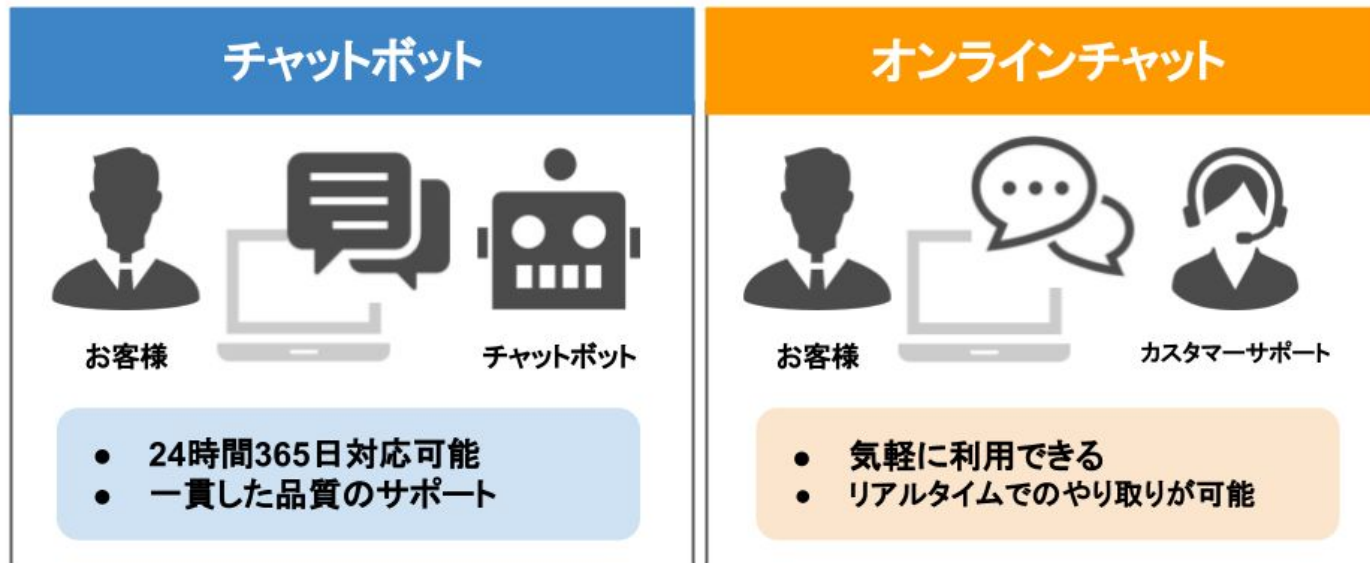 チャットボット
お客様
チャットボット
● 24時間365日対応可能
● 一貫した品質のサポート
オンラインチャット
お客様
カスタマーサポート
● 気軽に利用できる
● リアルタイムでのやり取りが可能